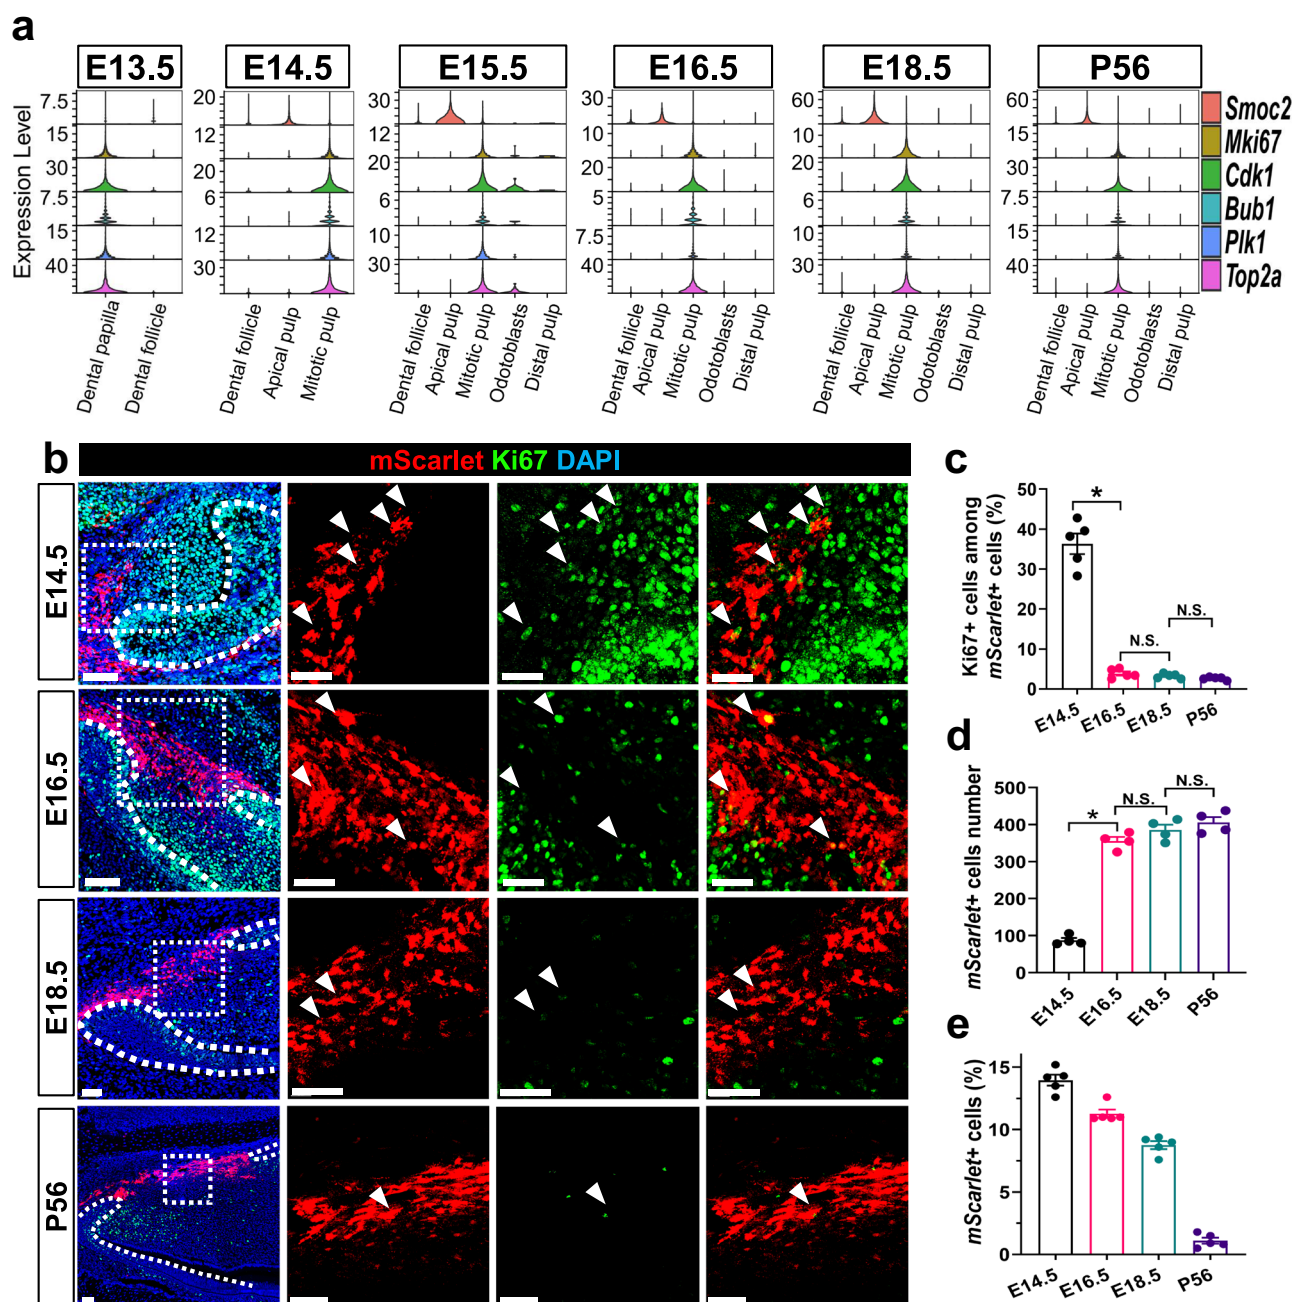 a
E13.5 E14.5 E15.5 E16.5 E18.5 P56
Expression Level
7.5 20 30 30 60 60
Smoc2
15 12 12 10 10 15
Mki67
30 20 20 20 20 30
Cdk1
7.5 6 6 5 6 7.5
Bub1
15 12 12 7.5 10 15
Plk1
40 30 30 40 30 40
Top2a
Dental papilla
Dental follicle
Dental follicle
Apical pulp
Mitotic pulp
Dental follicle
Apical pulp
Mitotic pulp
Odotoblasts
Distal pulp
Dental follicle
Apical pulp
Mitotic pulp
Odotoblasts
Distal pulp
Dental follicle
Apical pulp
Mitotic pulp
Odotoblasts
Distal pulp
Dental follicle
Apical pulp
Mitotic pulp
Odotoblasts
Distal pulp
b
mScarlet Ki67 DAPI
E14.5
E16.5
E18.5
P56
c
Ki67+ cells among
mScarlet+ cells (%)
50
40
30
20
10
0
*
N.S.
N.S.
E14.5 E16.5 E18.5 P56
d
mScarlet+ cells number
500
400
300
200
100
0
*
N.S.
N.S.
E14.5 E16.5 E18.5 P56
e
mScarlet+ cells (%)
15
10
5
0
E14.5 E16.5 E18.5 P56